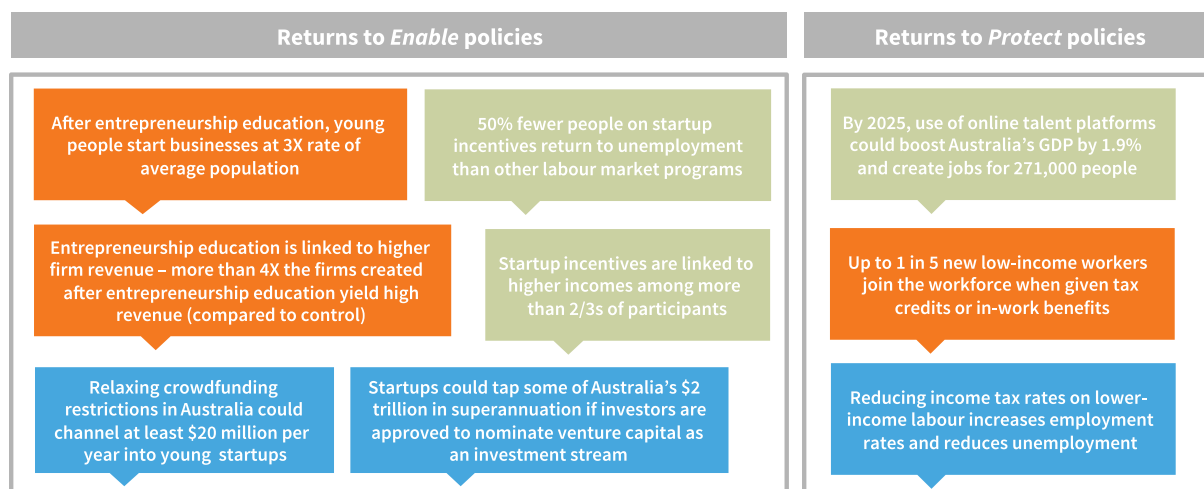 Returns to Enable policies
After entrepreneurship education, young
people start businesses at 3X rate of
average population
50% fewer people on startup
incentives return to unemployment
than other labour market programs
Entrepreneurship education is linked to higher
firm revenue – more than 4X the firms created
after entrepreneurship education yield high
revenue (compared to control)
Startup incentives are linked to
higher incomes among more
than 2/3s of participants
Relaxing crowdfunding
restrictions in Australia could
channel at least $20 million per
year into young startups
Startups could tap some of Australia's $2
trillion in superannuation if investors are
approved to nominate venture capital as
an investment stream
Returns to Protect policies
By 2025, use of online talent platforms
could boost Australia's GDP by 1.9%
and create jobs for 271,000 people
Up to 1 in 5 new low-income workers
join the workforce when given tax
credits or in-work benefits
Reducing income tax rates on lower-
income labour increases employment
rates and reduces unemployment